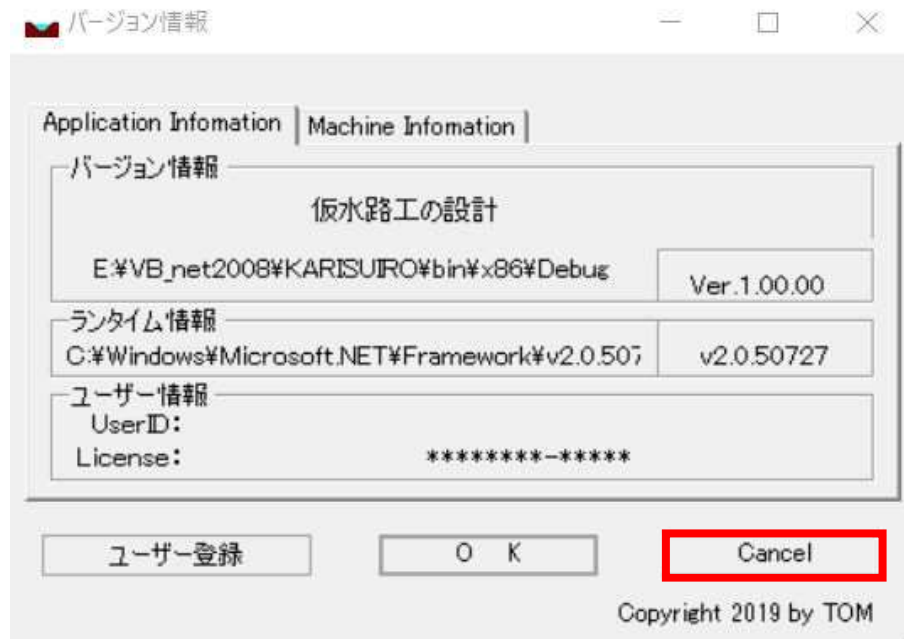 バージョン情報
Application Infomation
Machine Infomation
バージョン情報
仮水路工の設計
E:¥VB_net2008¥KARISUIRO¥bin¥x86¥Debug
Ver.1.00.00
ランタイム情報
C:¥Windows¥Microsoft.NET¥Framework¥v2.0.507
v2.0.50727
ユーザー情報
UserID:
License: ********-*****
ユーザー登録
O K
Cancel
Copyright 2019 by TOM